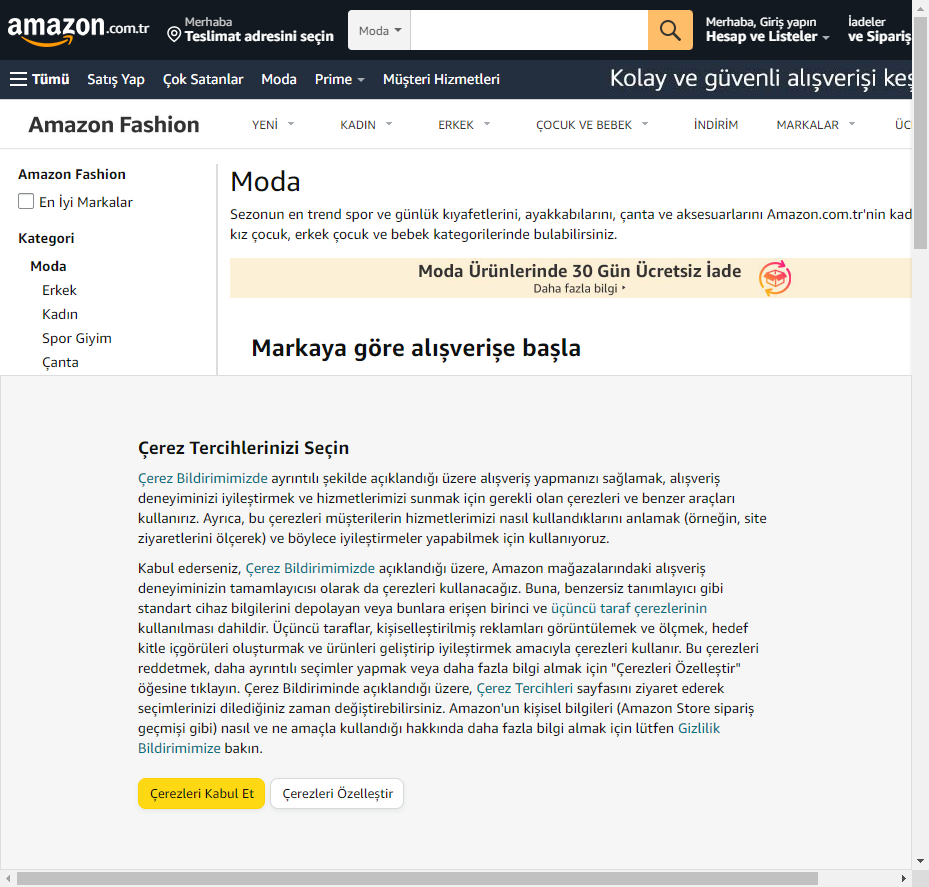 amazon.com.tr
Merhaba
Teslimat adresini seçin
Moda
Merhaba, Giriş yapın
Hesap ve Listeler
İadeler
ve Sipariş
Tümü Satış Yap Çok Satanlar Moda Prime Müşteri Hizmetleri
Kolay ve güvenli alışverişi keş
Amazon Fashion YENİ KADIN ERKEK ÇOCUK VE BEBEK İNDİRİM MARKALAR ÜC
Amazon Fashion
En İyi Markalar
Kategori
Moda
Erkek
Kadın
Spor Giyim
Çanta
Moda
Sezonun en trend spor ve günlük kıyafetlerini, ayakkabılarını, çanta ve aksesuarlarını Amazon.com.tr'nin kad
kız çocuk, erkek çocuk ve bebek kategorilerinde bulabilirsiniz.
Moda Ürünlerinde 30 Gün Ücretsiz İade
Daha fazla bilgi
Markaya göre alışverişe başla
Çerez Tercihlerinizi Seçin
Çerez Bildirimimizde ayrıntılı şekilde açıklandığı üzere alışveriş yapmanızı sağlamak, alışveriş
deneyiminizi iyileştirmek ve hizmetlerimizi sunmak için gerekli olan çerezleri ve benzer araçları
kullanırız. Ayrıca, bu çerezleri müşterilerin hizmetlerimizi nasıl kullandıklarını anlamak (örneğin, site
ziyaretlerini ölçerek) ve böylece iyileştirmeler yapabilmek için kullanıyoruz.
Kabul ederseniz, Çerez Bildirimimizde açıklandığı üzere, Amazon mağazalarındaki alışveriş
deneyiminizin tamamlayıcısı olarak da çerezleri kullanacağız. Buna, benzersiz tanımlayıcı gibi
standart cihaz bilgilerini depolayan veya bunlara erişen birinci ve üçüncü taraf çerezlerinin
kullanılması dahildir. Üçüncü taraflar, kişiselleştirilmiş reklamları görüntülemek ve ölçmek, hedef
kitle içgörüleri oluşturmak ve ürünleri geliştirip iyileştirmek amacıyla çerezleri kullanır. Bu çerezleri
reddetmek, daha ayrıntılı seçimler yapmak veya daha fazla bilgi almak için "Çerezleri Özelleştir"
öğesine tıklayın. Çerez Bildiriminde açıklandığı üzere, Çerez Tercihleri sayfasını ziyaret ederek
seçimlerinizi dilediğiniz zaman değiştirebilirsiniz. Amazon'un kişisel bilgileri (Amazon Store sipariş
geçmişi gibi) nasıl ve ne amaçla kullandığı hakkında daha fazla bilgi almak için lütfen Gizlilik
Bildirimimize bakın.
Çerezleri Kabul Et Çerezleri Özelleştir